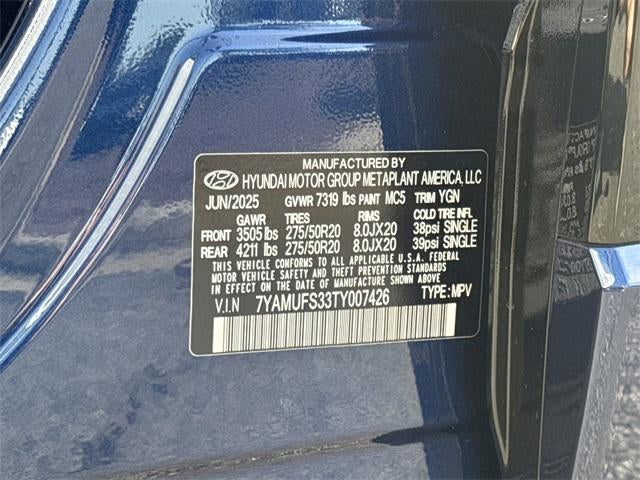 MANUFACTURED BY
HYUNDAI MOTOR GROUP METAPLANT AMERICA, LLC
JUN/2025 GVWR 7319 lbs PAINT MC5 TRIM YGN
GAWR TIRES RIMS COLD TIRE INFL
FRONT 3505 lbs 275/50R20 8.0JX20 38psi SINGLE
REAR 4211 lbs 275/50R20 8.0JX20 39psi SINGLE
THIS VEHICLE CONFORMS TO ALL APPLICABLE U.S.A. FEDERAL
MOTOR VEHICLE SAFETY, BUMPER, AND THEFT PREVENTION STANDARDS
IN EFFECT ON THE DATE OF MANUFACTURE SHOWN ABOVE
V.I.N 7YAMUFS33TY007426 TYPE: MPV